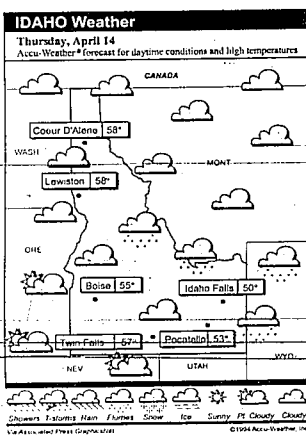 IDAHO Weather
Thursday, April 14
Accu-Weather® forecast for daytime conditions and high temperatures
CANADA
Coeur D'Alene 58°
WASH
MONT
Lewiston 58°
ORE
Boise 55°
Idaho Falls 50°
Twin Falls 57°
Pocatello 53°
WYO
NEV
UTAH
Showers T-storms Rain Flurries Snow Ice Sunny Pt. Cloudy Cloudy
Via Associated Press GraphicsNet
©1994 Accu-Weather, Inc.